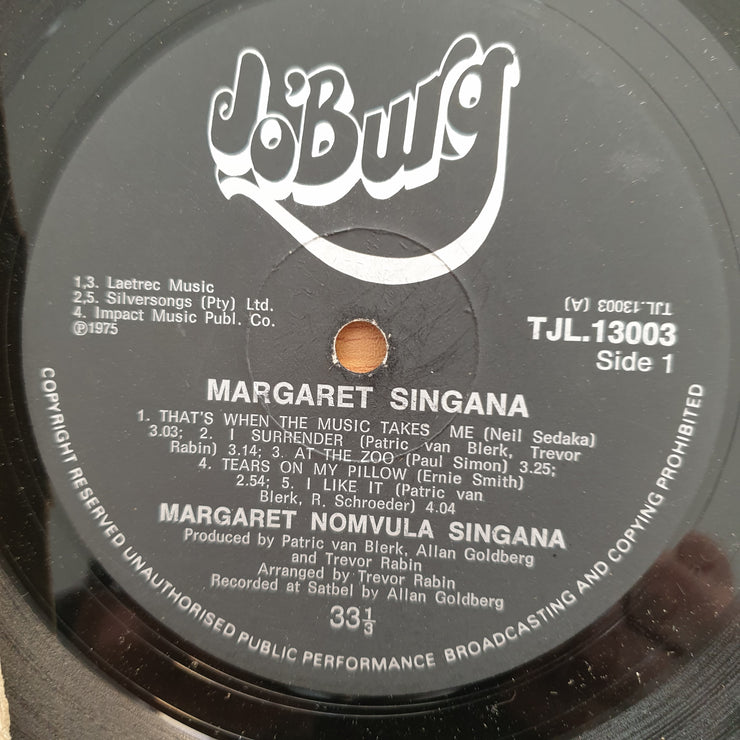 Jo'Burg
1,3. Laetrec Music
2,5. Silversongs (Pty) Ltd.
4. Impact Music Publ. Co.
Ⓟ1975
TJL.13003 (A)
TJL.13003
Side 1
MARGARET SINGANA
1. THAT'S WHEN THE MUSIC TAKES ME (Neil Sedaka)
3.03; 2. I SURRENDER (Patric van Blerk, Trevor
Rabin) 3.14; 3. AT THE ZOO (Paul Simon) 3.25;
4. TEARS ON MY PILLOW (Ernie Smith)
2.54; 5. I LIKE IT (Patric van
Blerk, R. Schroeder) 4.04
MARGARET NOMVULA SINGANA
Produced by Patric van Blerk, Allan Goldberg
and Trevor Rabin
Arranged by Trevor Rabin
Recorded at Satbel by Allan Goldberg
33⅓
COPYRIGHT RESERVED UNAUTHORISED PUBLIC PERFORMANCE BROADCASTING AND COPYING PROHIBITED